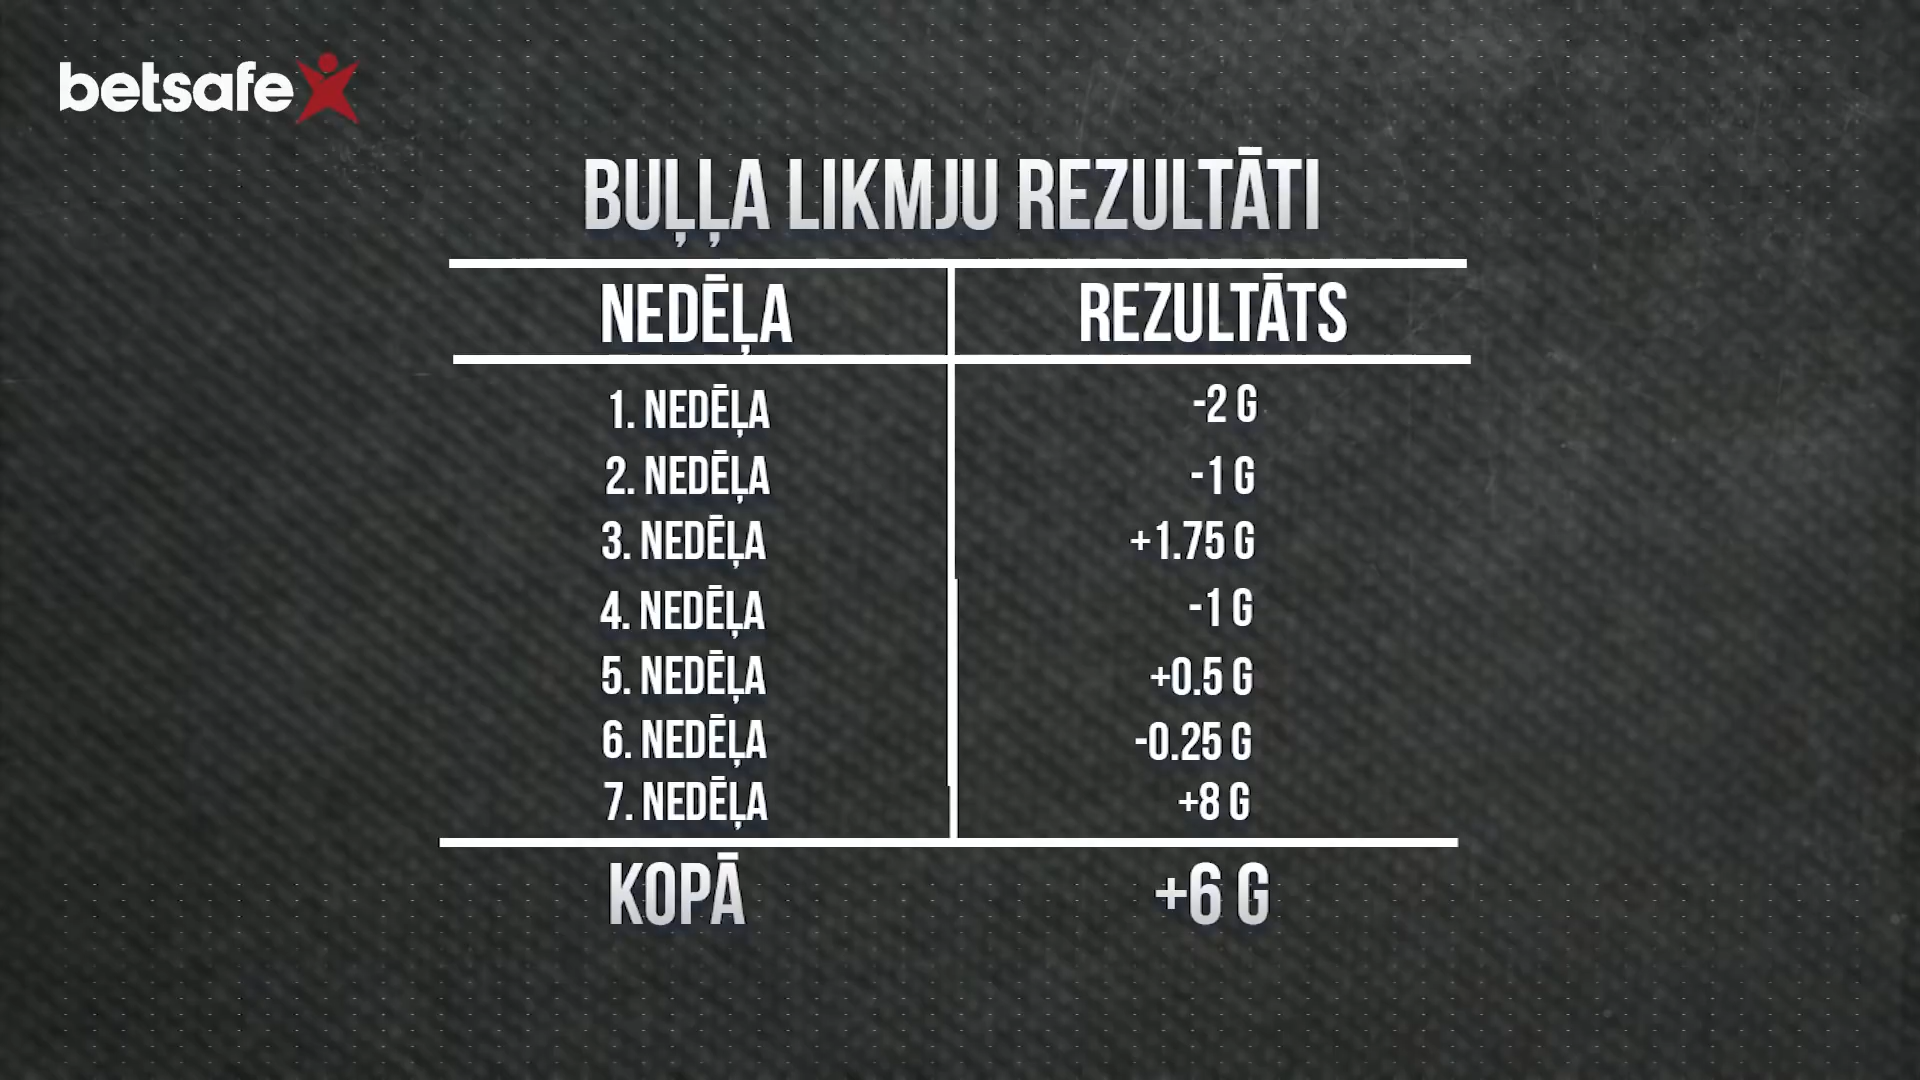 betsafe
BUĻĻA LIKMJU REZULTĀTI
NEDĒĻA REZULTĀTS
1. NEDĒĻA -2 G
2. NEDĒĻA -1 G
3. NEDĒĻA +1.75 G
4. NEDĒĻA -1 G
5. NEDĒĻA +0.5 G
6. NEDĒĻA -0.25 G
7. NEDĒĻA +8 G
KOPĀ +6 G